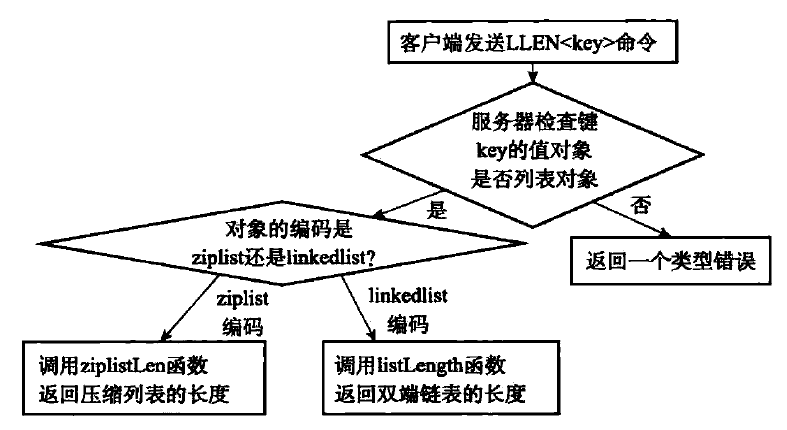 客户端发送LLEN<key>命令
服务器检查键
key的值对象
是否列表对象
是
否
对象的编码是
ziplist还是linkedlist?
返回一个类型错误
ziplist
编码
linkedlist
编码
调用ziplistLen函数
返回压缩列表的长度
调用listLength函数
返回双端链表的长度